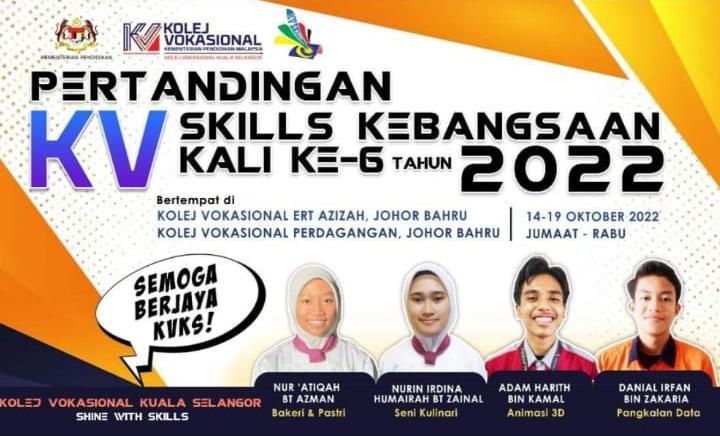 KEMENTERIAN PENDIDIKAN
KV KOLEJ
VOKASIONAL
KEMENTERIAN PENDIDIKAN MALAYSIA
KOLEJ VOKASIONAL KUALA SELANGOR
PERTANDINGAN
KV SKILLS KEBANGSAAN
KALI KE-6 TAHUN 2022
Bertempat di
KOLEJ VOKASIONAL ERT AZIZAH, JOHOR BAHRU
KOLEJ VOKASIONAL PERDAGANGAN, JOHOR BAHRU
14-19 OKTOBER 2022
JUMAAT - RABU
SEMOGA
BERJAYA
KVKS!
NUR 'ATIQAH
BT AZMAN
Bakeri & Pastri
NURIN IRDINA
HUMAIRAH BT ZAINAL
Seni Kulinari
ADAM HARITH
BIN KAMAL
Animasi 3D
DANIAL IRFAN
BIN ZAKARIA
Pangkalan Data
KOLEJ VOKASIONAL KUALA SELANGOR
SHINE WITH SKILLS